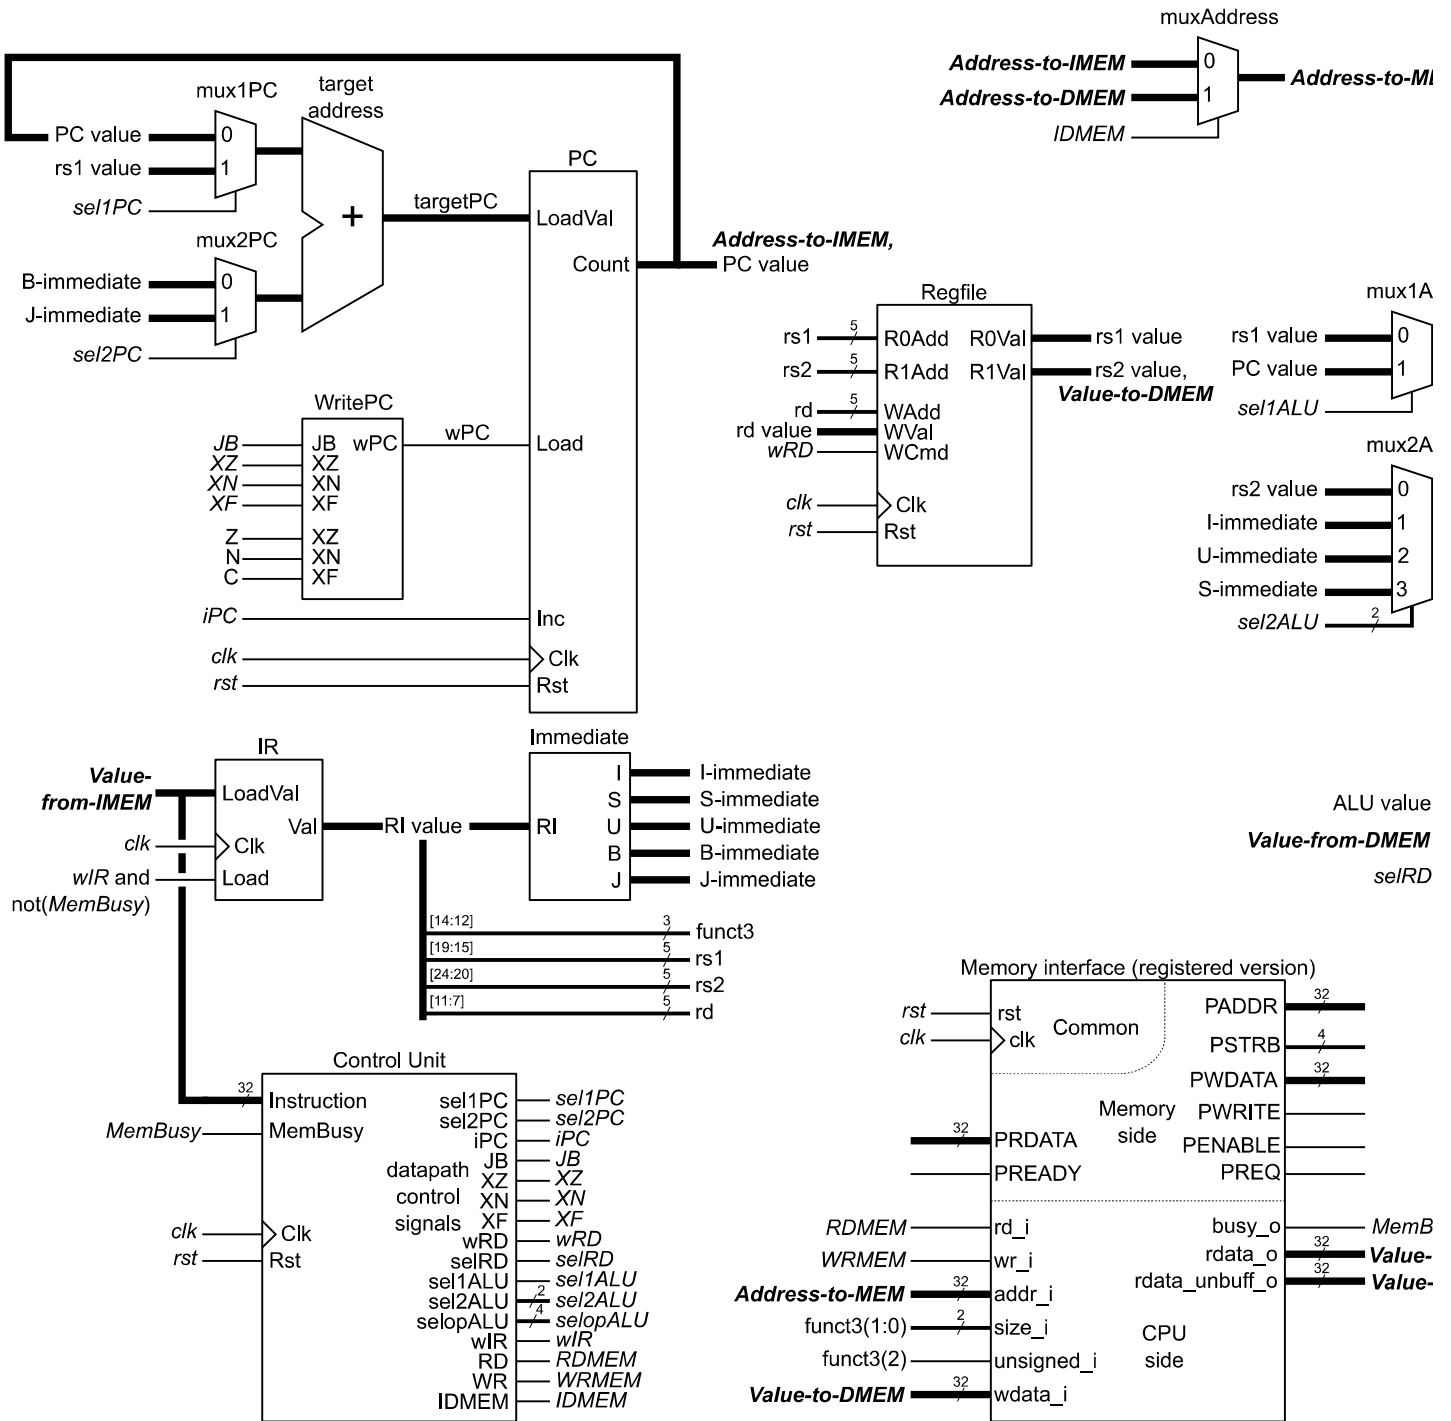 muxAddress
Address-to-IMEM
0
Address-to-ME
Address-to-DMEM
1
IDMEM
target
address
mux1PC
PC value
0
rs1 value
1
sel1PC
+
targetPC
mux2PC
B-immediate
0
J-immediate
1
sel2PC
PC
LoadVal
Count
Load
Inc
Clk
Rst
Address-to-IMEM,
PC value
WritePC
JB
JB
wPC
wPC
XZ
XZ
XN
XN
XF
XF
Z
XZ
N
XN
C
XF
iPC
clk
rst
Regfile
rs1
5
R0Add
R0Val
rs1 value
rs2
5
R1Add
R1Val
rs2 value,
Value-to-DMEM
rd
5
WAdd
rd value
WVal
wRD
WCmd
clk
Clk
rst
Rst
mux1A
rs1 value
0
PC value
1
sel1ALU
mux2A
rs2 value
0
I-immediate
1
U-immediate
2
S-immediate
3
sel2ALU
2
IR
Value-
from-IMEM
LoadVal
Val
clk
Clk
wIR and
not(MemBusy)
Load
RI value
Immediate
RI
I
I-immediate
S
S-immediate
U
U-immediate
B
B-immediate
J
J-immediate
[14:12]
3
funct3
[19:15]
5
rs1
[24:20]
5
rs2
[11:7]
5
rd
ALU value
Value-from-DMEM
selRD
Control Unit
32
Instruction
MemBusy
MemBusy
datapath
control
signals
clk
Clk
rst
Rst
sel1PC
sel1PC
sel2PC
sel2PC
iPC
iPC
JB
JB
XZ
XZ
XN
XN
XF
XF
wRD
wRD
selRD
selRD
sel1ALU
sel1ALU
sel2ALU
2
sel2ALU
selopALU
4
selopALU
wIR
wIR
RD
RDMEM
WR
WRMEM
IDMEM
IDMEM
Memory interface (registered version)
rst
rst
clk
clk
Common
PADDR
32
PSTRB
4
PWDATA
32
Memory
side
PWRITE
PENABLE
PREQ
32
PRDATA
PREADY
RDMEM
rd_i
busy_o
MemB
WRMEM
wr_i
rdata_o
32
Value-
rdata_unbuff_o
32
Value-
Address-to-MEM
32
addr_i
funct3(1:0)
2
size_i
CPU
side
funct3(2)
unsigned_i
Value-to-DMEM
32
wdata_i